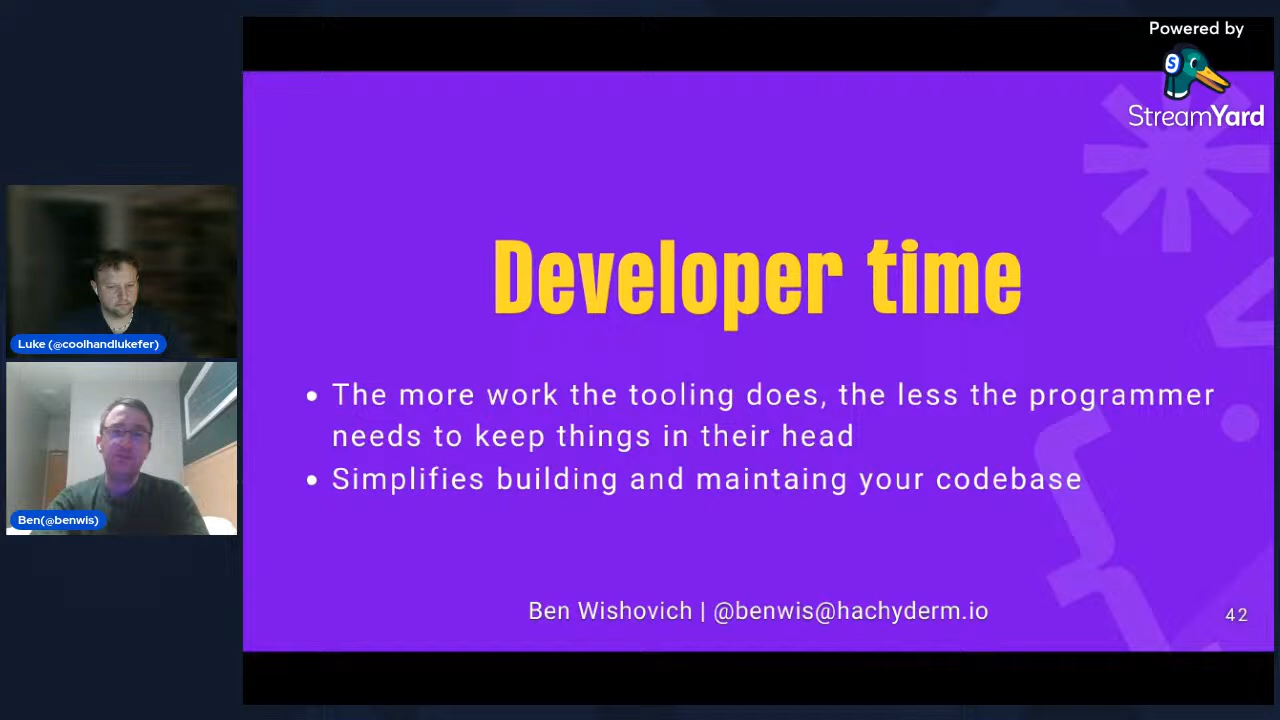 Powered by
StreamYard
Developer time
• The more work the tooling does, the less the programmer
needs to keep things in their head
• Simplifies building and maintaing your codebase
Ben Wishovich | @benwis@hachyderm.io
42
Luke (@coolhandlukefer)
Ben(@benwis)